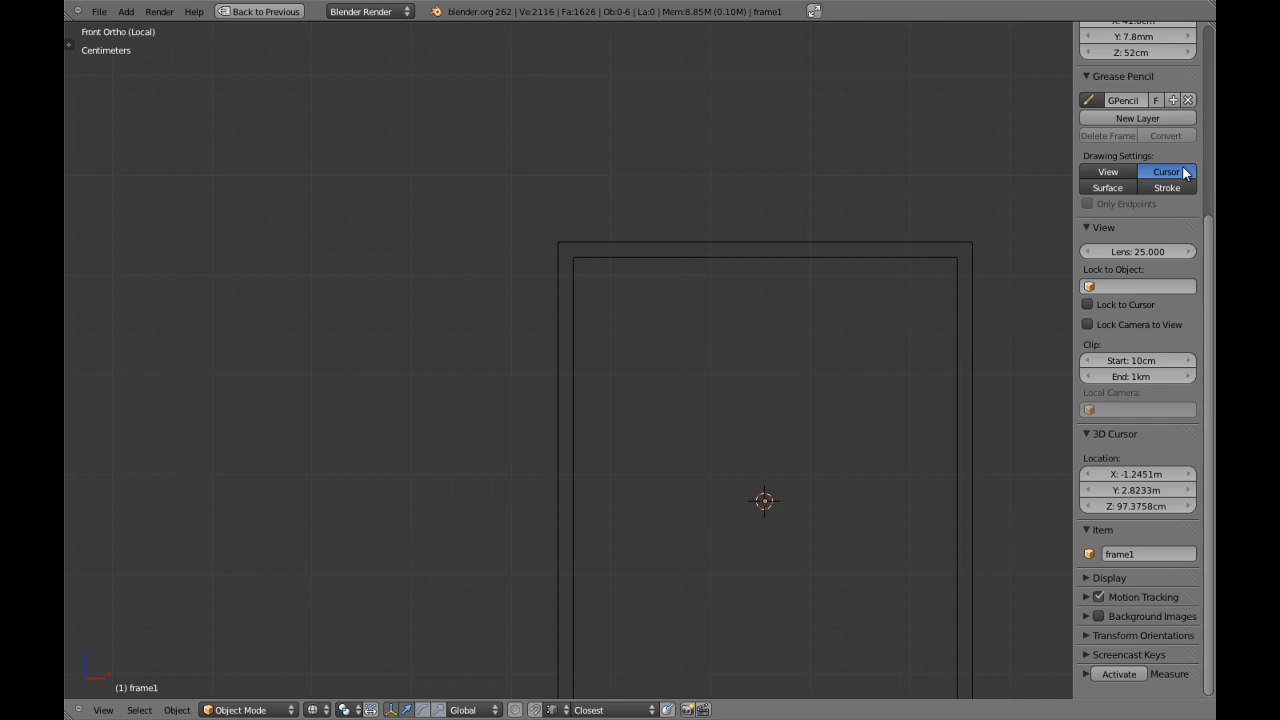 File Add Render Help Back to Previous Blender Render blender.org 262 | Ve:2116 | Fa:1626 | Ob:0-6 | La:0 | Mem:8.85M (0.10M) | frame1
Front Ortho (Local)
Centimeters
Y: 7.8mm
Z: 52cm
Grease Pencil
GPencil F
New Layer
Delete Frame Convert
Drawing Settings:
View Cursor
Surface Stroke
Only Endpoints
View
Lens: 25.000
Lock to Object:
Lock to Cursor
Lock Camera to View
Clip:
Start: 10cm
End: 1km
Local Camera:
3D Cursor
Location:
X: -1.2451m
Y: 2.8233m
Z: 97.3758cm
Item
frame1
Display
Motion Tracking
Background Images
Transform Orientations
Screencast Keys
Activate Measure
(1) frame1
View Select Object Object Mode Global Closest